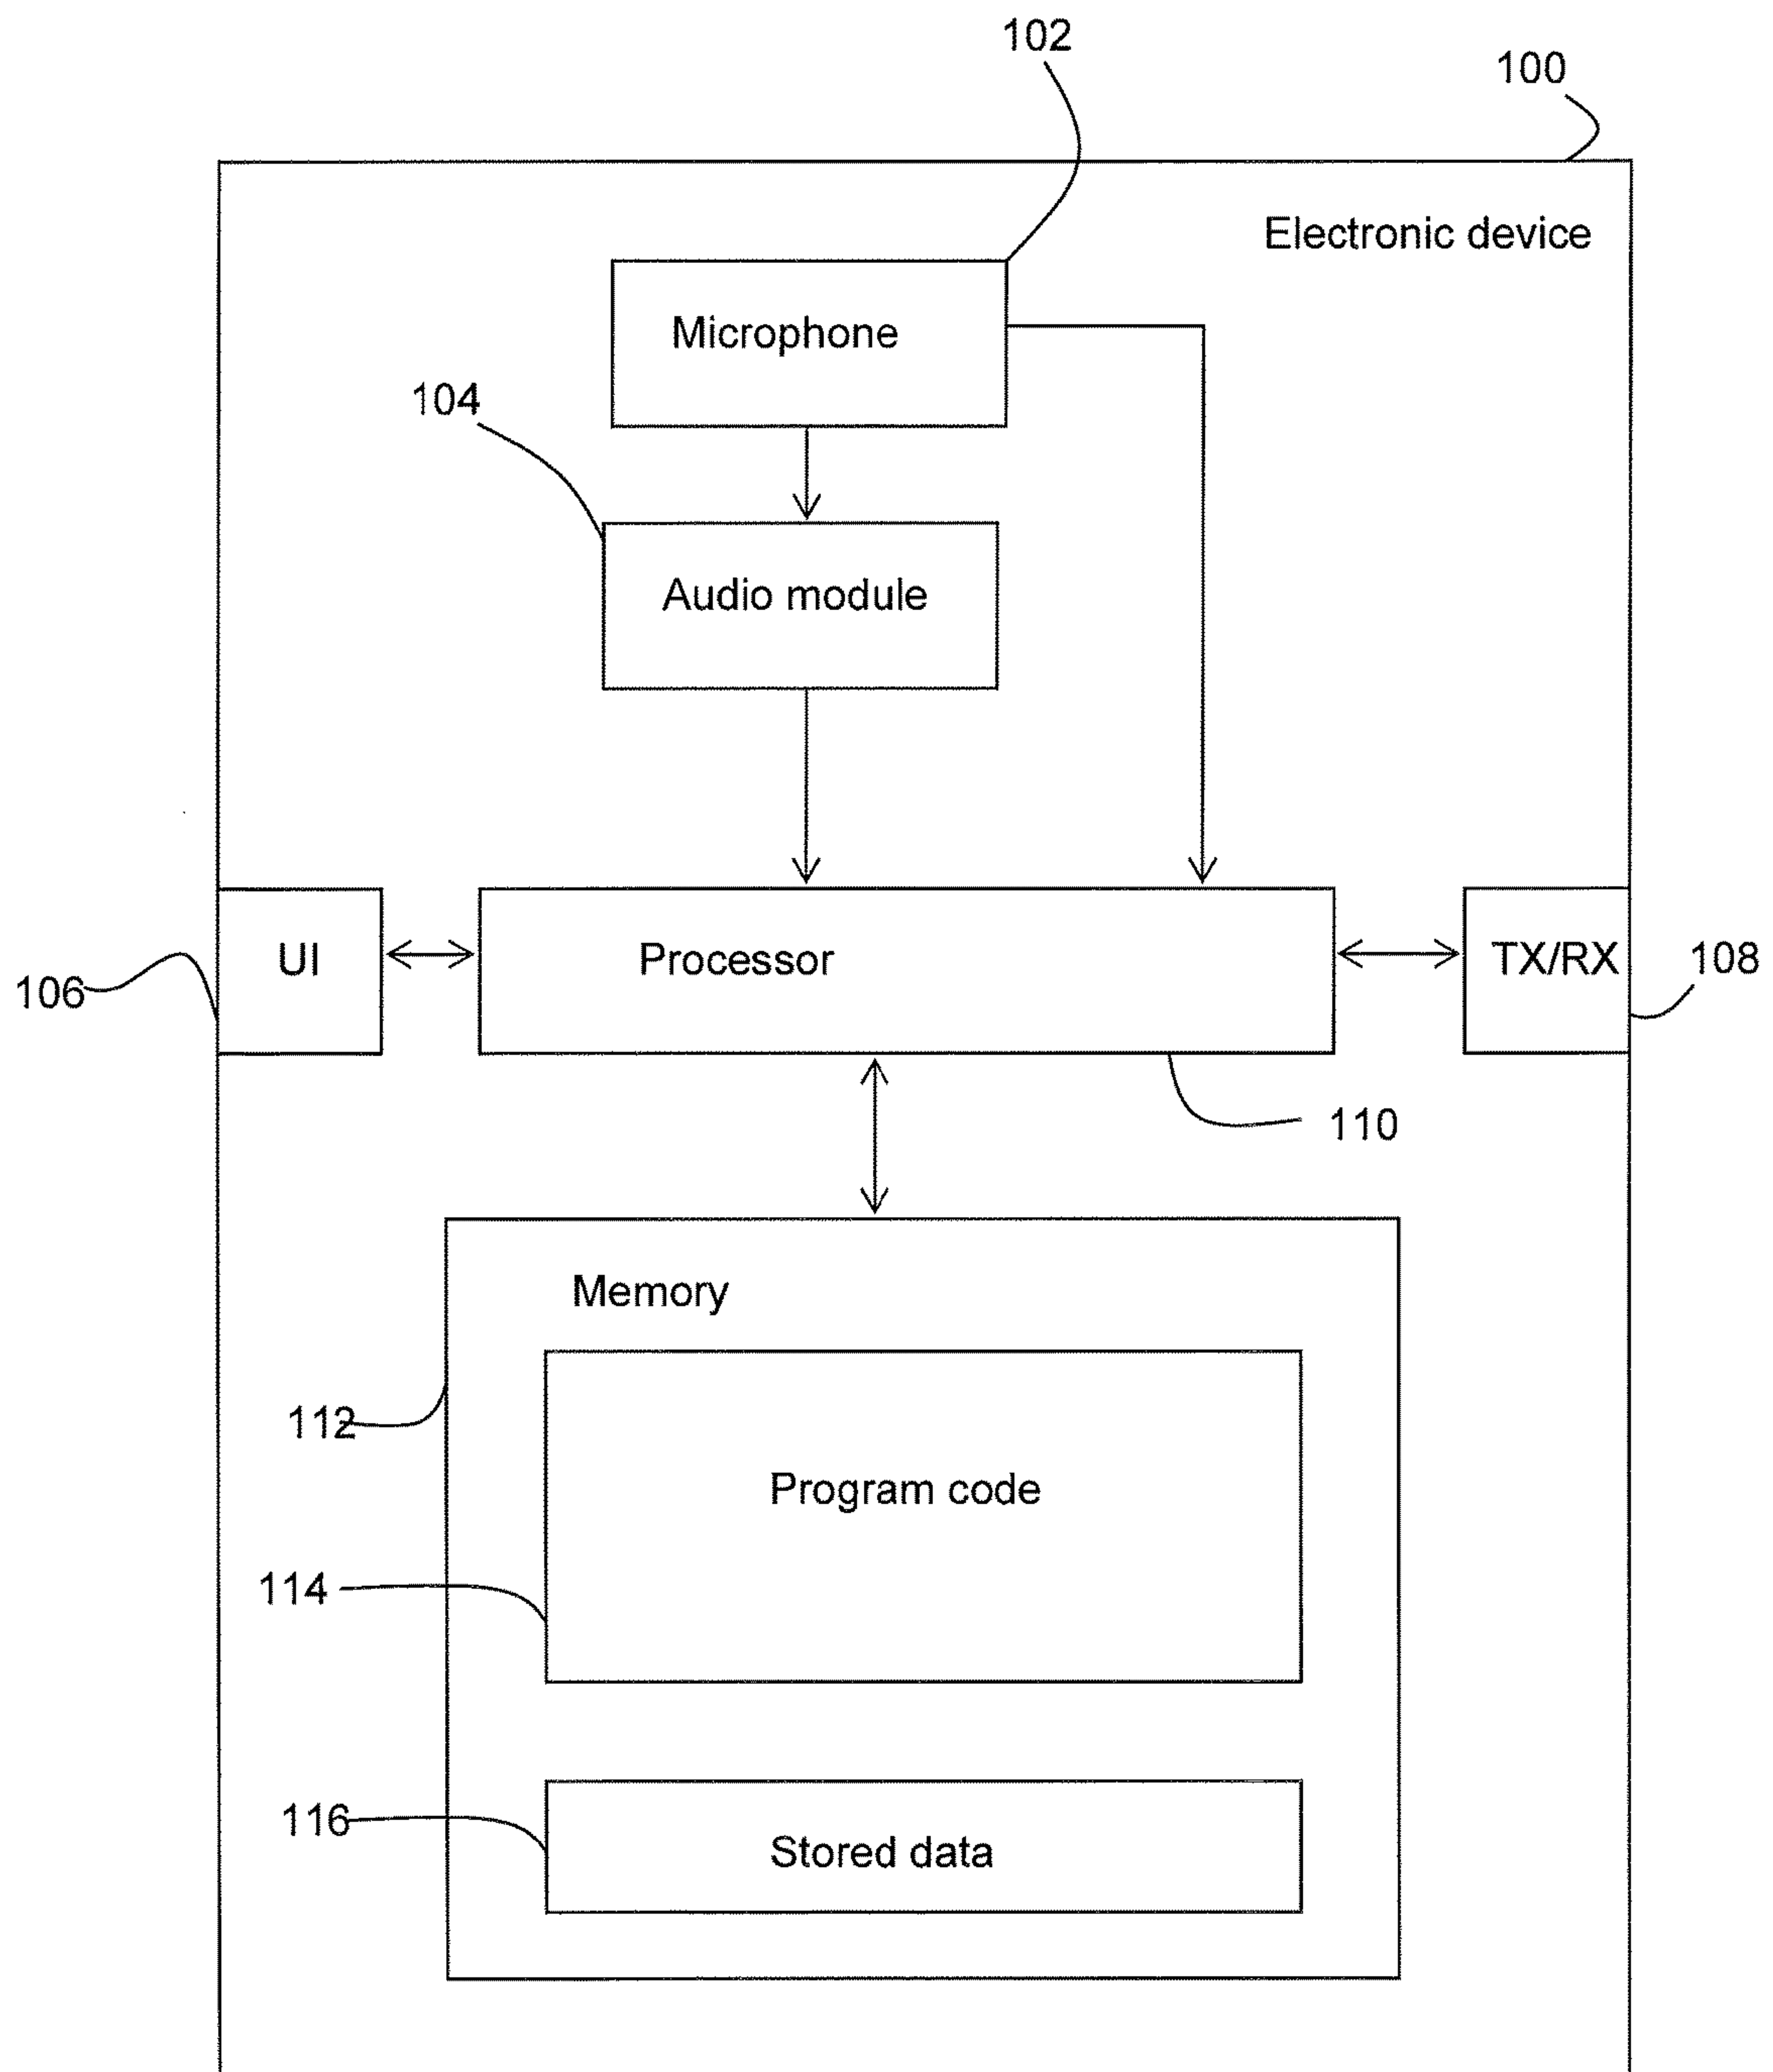 102
100
Electronic device
Microphone
104
Audio module
UI
Processor
TX/RX
108
106
110
Memory
112
Program code
114
116
Stored data